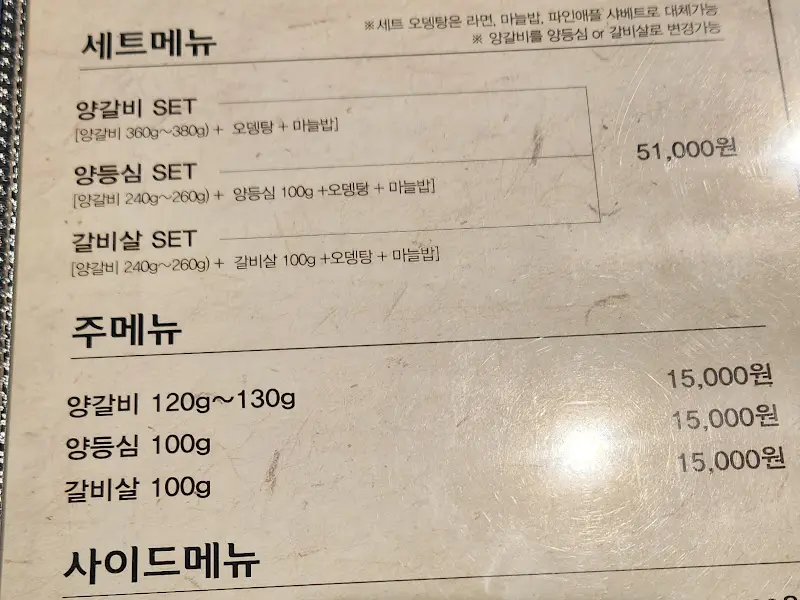 세트메뉴
※세트 오뎅탕은 라면, 마늘밥, 파인애플 샤베트로 대체가능
※ 양갈비를 양등심 or 갈비살로 변경가능
양갈비 SET
[양갈비 360g~380g) + 오뎅탕 + 마늘밥]
양등심 SET
[양갈비 240g~260g) + 양등심 100g +오뎅탕 + 마늘밥]
51,000원
갈비살 SET
[양갈비 240g~260g) + 갈비살 100g +오뎅탕 + 마늘밥]
주메뉴
양갈비 120g~130g 15,000원
양등심 100g 15,000원
갈비살 100g 15,000원
사이드메뉴